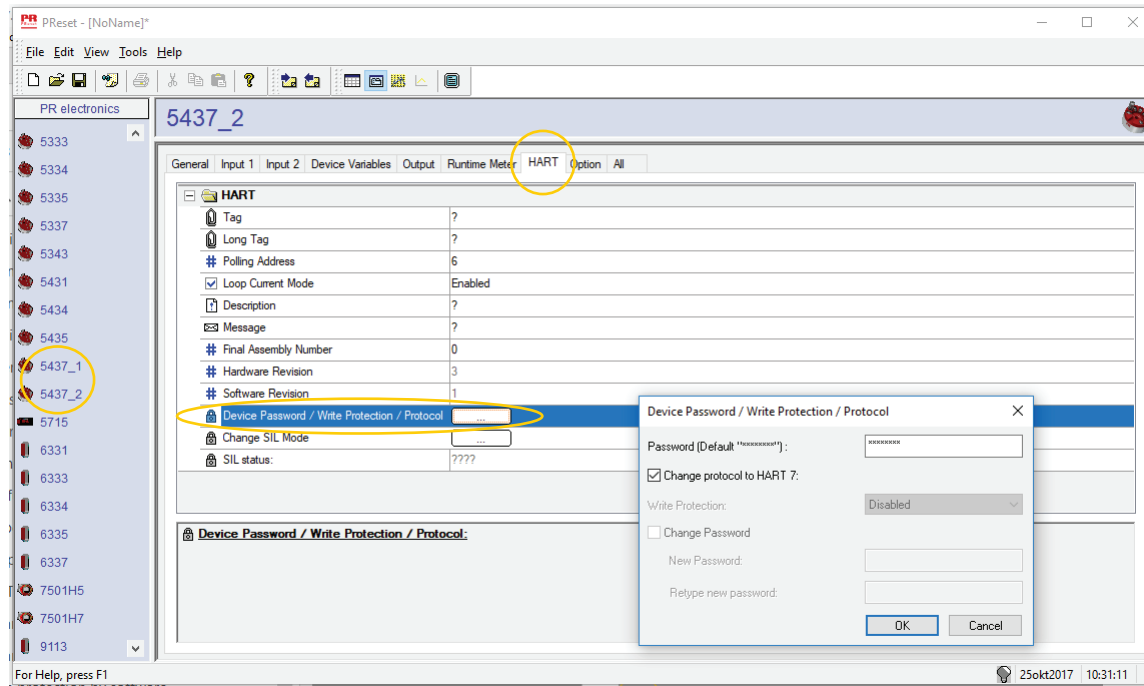 PR PReset - [NoName]*
File Edit View Tools Help
PR electronics
5333
5334
5335
5337
5343
5431
5434
5435
5437_1
5437_2
5715
6331
6333
6334
6335
6337
7501H5
7501H7
9113
5437_2
General Input 1 Input 2 Device Variables Output Runtime Meter HART Option All
HART
Tag ?
Long Tag ?
# Polling Address 6
Loop Current Mode Enabled
Description ?
Message ?
# Final Assembly Number 0
# Hardware Revision 3
# Software Revision 1
Device Password / Write Protection / Protocol ...
Change SIL Mode ...
SIL status: ????
Device Password / Write Protection / Protocol:
Device Password / Write Protection / Protocol
Password (Default "********") : ********
Change protocol to HART 7:
Write Protection: Disabled
Change Password
New Password:
Retype new password:
OK Cancel
For Help, press F1 25okt2017 10:31:11